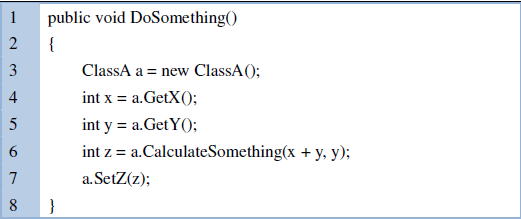 1 public void DoSomething()
2 {
3 ClassA a = new ClassA();
4 int x = a.GetX();
5 int y = a.GetY();
6 int z = a.CalculateSomething(x + y, y);
7 a.SetZ(z);
8 }